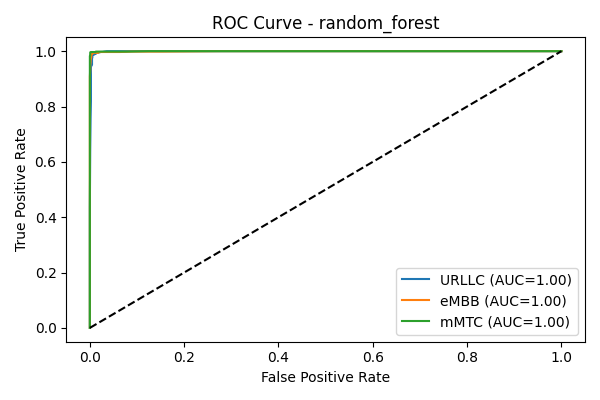 ROC Curve - random_forest
True Positive Rate
1.0
0.8
0.6
0.4
0.2
0.0
URLLC (AUC=1.00)
eMBB (AUC=1.00)
mMTC (AUC=1.00)
0.0 0.2 0.4 0.6 0.8 1.0
False Positive Rate